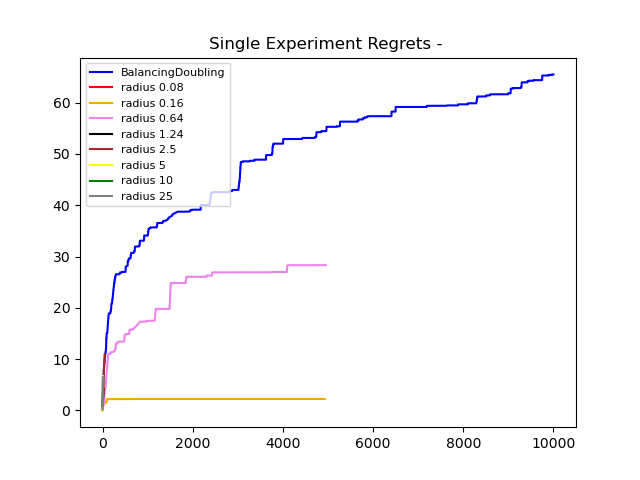 Single Experiment Regrets -
BalancingDoubling
radius 0.08
radius 0.16
radius 0.64
radius 1.24
radius 2.5
radius 5
radius 10
radius 25
60
50
40
30
20
10
0
0 2000 4000 6000 8000 10000